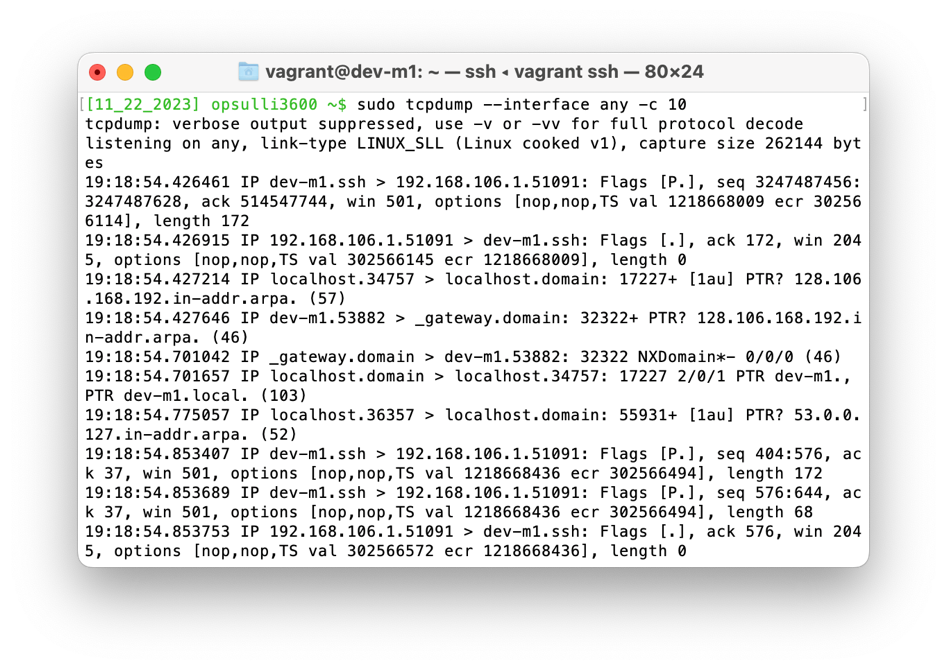 vagrant@dev-m1: ~ — ssh ◂ vagrant ssh — 80×24
[[11_22_2023] opsulli3600 ~$ sudo tcpdump --interface any -c 10 ]
tcpdump: verbose output suppressed, use -v or -vv for full protocol decode
listening on any, link-type LINUX_SLL (Linux cooked v1), capture size 262144 byt
es
19:18:54.426461 IP dev-m1.ssh > 192.168.106.1.51091: Flags [P.], seq 3247487456:
3247487628, ack 514547744, win 501, options [nop,nop,TS val 1218668009 ecr 30256
6114], length 172
19:18:54.426915 IP 192.168.106.1.51091 > dev-m1.ssh: Flags [.], ack 172, win 204
5, options [nop,nop,TS val 302566145 ecr 1218668009], length 0
19:18:54.427214 IP localhost.34757 > localhost.domain: 17227+ [1au] PTR? 128.106
.168.192.in-addr.arpa. (57)
19:18:54.427646 IP dev-m1.53882 > _gateway.domain: 32322+ PTR? 128.106.168.192.i
n-addr.arpa. (46)
19:18:54.701042 IP _gateway.domain > dev-m1.53882: 32322 NXDomain*- 0/0/0 (46)
19:18:54.701657 IP localhost.domain > localhost.34757: 17227 2/0/1 PTR dev-m1.,
PTR dev-m1.local. (103)
19:18:54.775057 IP localhost.36357 > localhost.domain: 55931+ [1au] PTR? 53.0.0.
127.in-addr.arpa. (52)
19:18:54.853407 IP dev-m1.ssh > 192.168.106.1.51091: Flags [P.], seq 404:576, ac
k 37, win 501, options [nop,nop,TS val 1218668436 ecr 302566494], length 172
19:18:54.853689 IP dev-m1.ssh > 192.168.106.1.51091: Flags [P.], seq 576:644, ac
k 37, win 501, options [nop,nop,TS val 1218668436 ecr 302566494], length 68
19:18:54.853753 IP 192.168.106.1.51091 > dev-m1.ssh: Flags [.], ack 576, win 204
5, options [nop,nop,TS val 302566572 ecr 1218668436], length 0